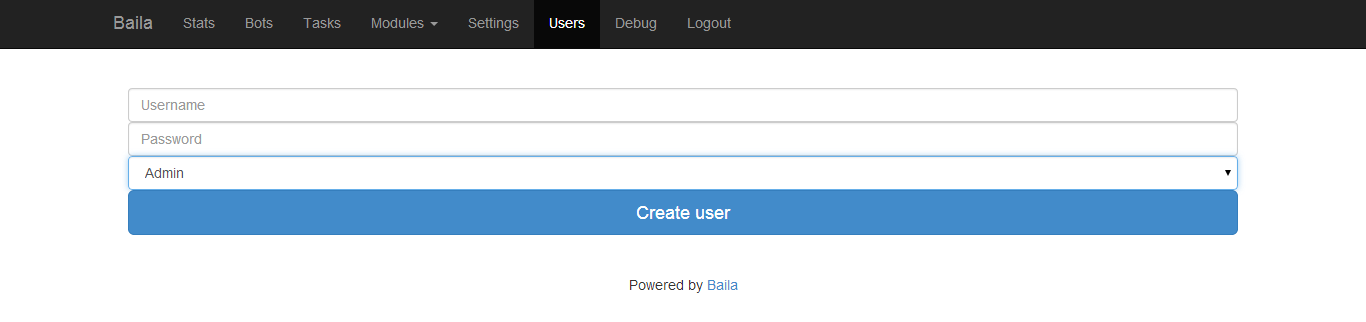 Baila Stats Bots Tasks Modules Settings Users Debug Logout
Username
Password
Admin
Create user
Powered by Baila